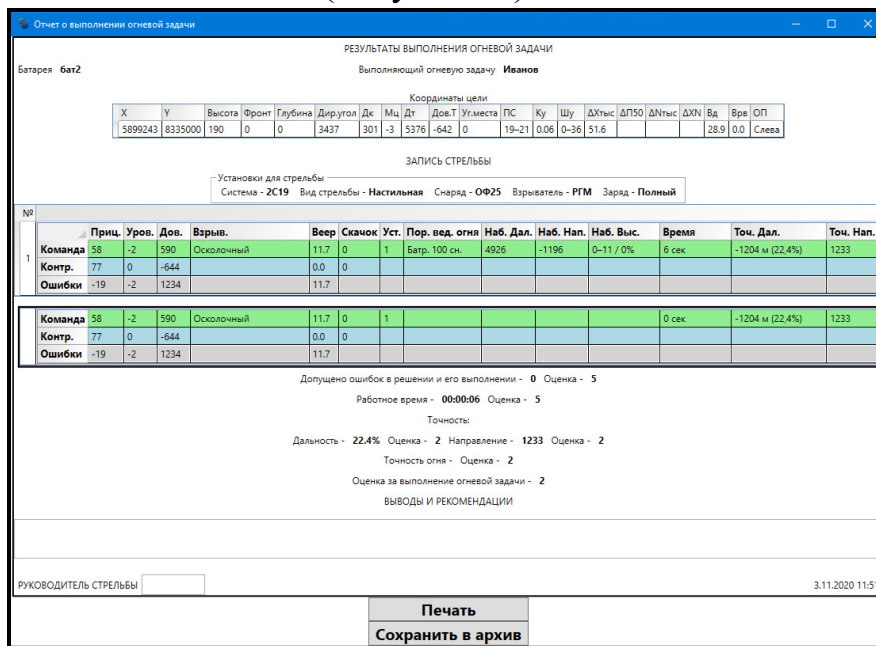 Отчет о выполнении огневой задачи
РЕЗУЛЬТАТЫ ВЫПОЛНЕНИЯ ОГНЕВОЙ ЗАДАЧИ
Батарея бат2 Выполняющий огневую задачу Иванов
Координаты цели
X Y Высота Фронт Глубина Дир.угол Дк Мц Дт Дов.Т Уг.места ПС Ку Шу ΔXтыс ΔП50 ΔNтыс ΔXN Вд Врв ОП
5899243 8335000 190 0 0 3437 301 -3 5376 -642 0 19–21 0.06 0–36 51.6 28.9 0.0 Слева
ЗАПИСЬ СТРЕЛЬБЫ
Установки для стрельбы
Система - 2С19 Вид стрельбы - Настильная Снаряд - ОФ25 Взрыватель - РГМ Заряд - Полный
№
Приц. Уров. Дов. Взрыв. Веер Скачок Уст. Пор. вед. огня Наб. Дал. Наб. Нап. Наб. Выс. Время Точ. Дал. Точ. Нап.
1
Команда 58 -2 590 Осколочный 11.7 0 1 Батр. 100 сн. 4926 -1196 0–11 / 0% 6 сек -1204 м (22,4%) 1233
Контр. 77 0 -644 0.0 0
Ошибки -19 -2 1234 11.7
Команда 58 -2 590 Осколочный 11.7 0 1 0 сек -1204 м (22,4%) 1233
Контр. 77 0 -644 0.0 0
Ошибки -19 -2 1234 11.7
Допущено ошибок в решении и его выполнении - 0 Оценка - 5
Работное время - 00:00:06 Оценка - 5
Точность:
Дальность - 22.4% Оценка - 2 Направление - 1233 Оценка - 2
Точность огня - Оценка - 2
Оценка за выполнение огневой задачи - 2
ВЫВОДЫ И РЕКОМЕНДАЦИИ
РУКОВОДИТЕЛЬ СТРЕЛЬБЫ 3.11.2020 11:51
Печать
Сохранить в архив